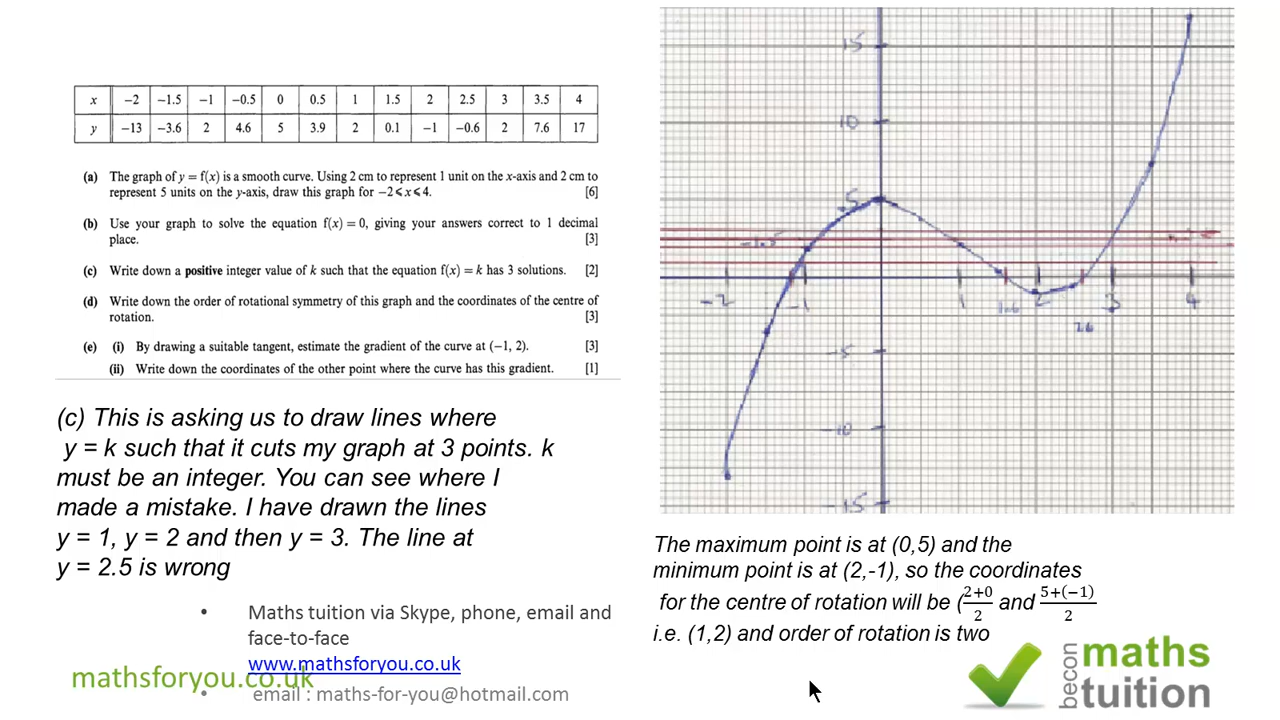 x −2 −1.5 −1 −0.5 0 0.5 1 1.5 2 2.5 3 3.5 4
y −13 −3.6 2 4.6 5 3.9 2 0.1 −1 −0.6 2 7.6 17
(a) The graph of y = f(x) is a smooth curve. Using 2 cm to represent 1 unit on the x-axis and 2 cm to
represent 5 units on the y-axis, draw this graph for −2⩽x⩽4. [6]
(b) Use your graph to solve the equation f(x) = 0, giving your answers correct to 1 decimal
place. [3]
(c) Write down a positive integer value of k such that the equation f(x) = k has 3 solutions. [2]
(d) Write down the order of rotational symmetry of this graph and the coordinates of the centre of
rotation. [3]
(e) (i) By drawing a suitable tangent, estimate the gradient of the curve at (−1, 2). [3]
(ii) Write down the coordinates of the other point where the curve has this gradient. [1]
(c) This is asking us to draw lines where
y = k such that it cuts my graph at 3 points. k
must be an integer. You can see where I
made a mistake. I have drawn the lines
y = 1, y = 2 and then y = 3. The line at
y = 2.5 is wrong
• Maths tuition via Skype, phone, email and
face-to-face
www.mathsforyou.co.uk
• email : maths-for-you@hotmail.com
mathsforyou.co.uk
15
10
5
-1.5
-2 -1 1 1.6 2 2.6 3 4
-5
-10
-15
The maximum point is at (0,5) and the
minimum point is at (2,-1), so the coordinates
for the centre of rotation will be (2+0/2 and 5+(−1)/2
i.e. (1,2) and order of rotation is two
becon
maths
tuition